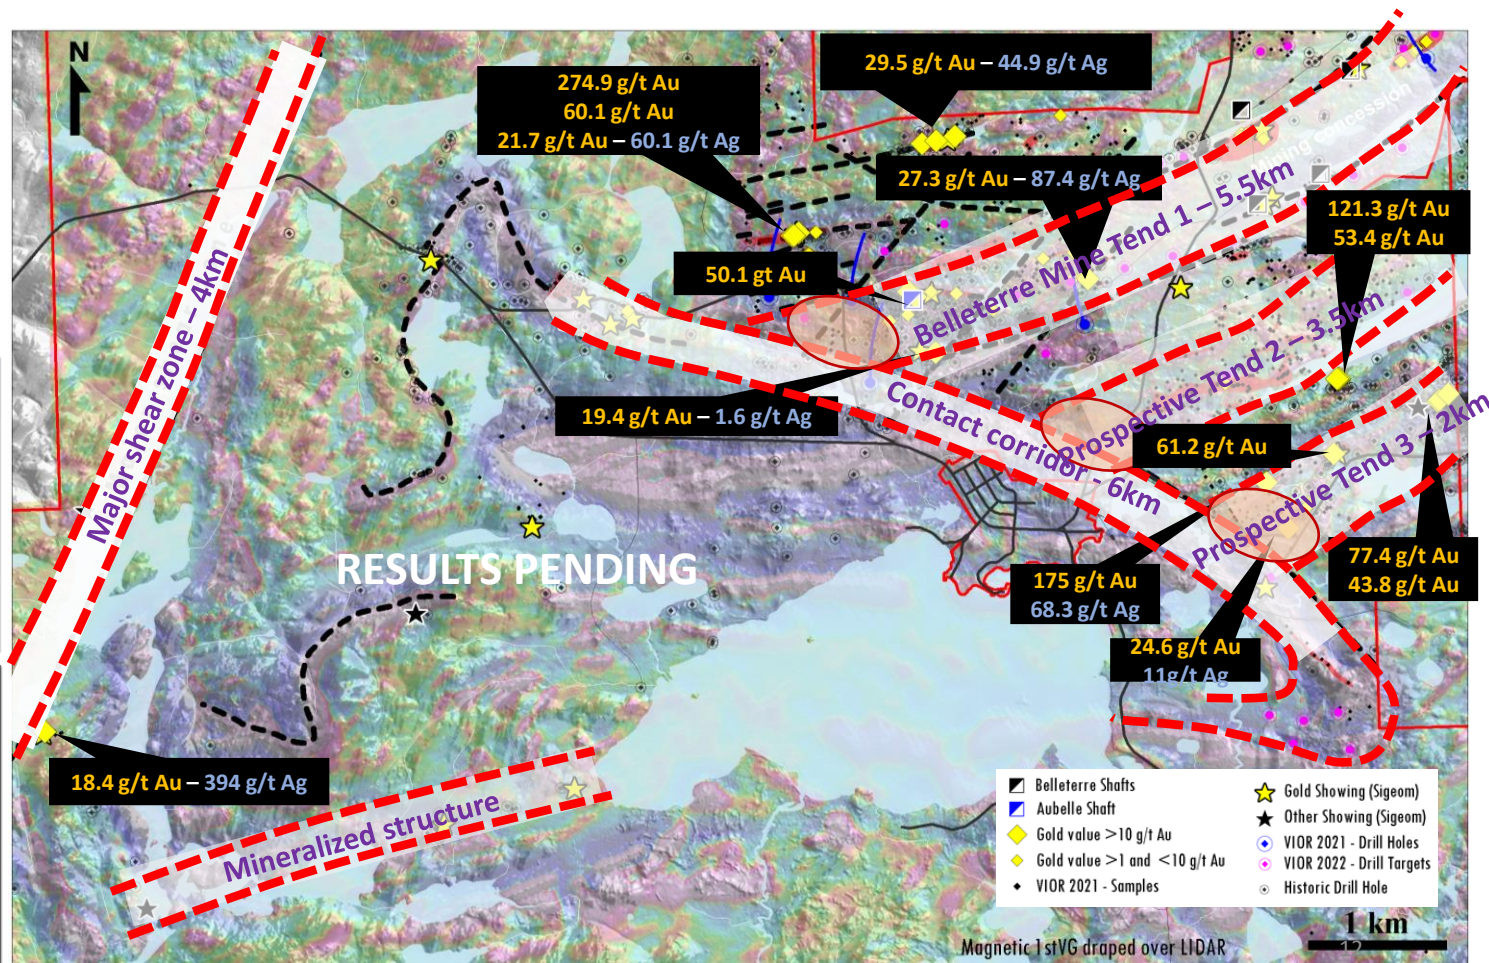 N
29.5 g/t Au – 44.9 g/t Ag
274.9 g/t Au
60.1 g/t Au
21.7 g/t Au – 60.1 g/t Ag
Mining concession
27.3 g/t Au – 87.4 g/t Ag
121.3 g/t Au
53.4 g/t Au
50.1 gt Au
Belleterre Mine Tend 1 – 5.5km
Major shear zone – 4km
Prospective Tend 2 – 3.5km
19.4 g/t Au – 1.6 g/t Ag
Contact corridor - 6km
61.2 g/t Au
Prospective Tend 3 – 2km
RESULTS PENDING
77.4 g/t Au
43.8 g/t Au
175 g/t Au
68.3 g/t Ag
24.6 g/t Au
11g/t Ag
18.4 g/t Au – 394 g/t Ag
Mineralized structure
Belleterre Shafts
Aubelle Shaft
Gold value >10 g/t Au
Gold value >1 and <10 g/t Au
VIOR 2021 - Samples
Gold Showing (Sigeom)
Other Showing (Sigeom)
VIOR 2021 - Drill Holes
VIOR 2022 - Drill Targets
Historic Drill Hole
1 km
12
Magnetic 1stVG draped over LIDAR